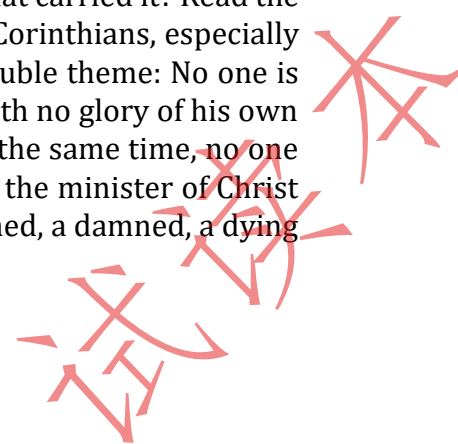 hat carried it? Read the
Corinthians, especially
uble theme: No one is
th no glory of his own
the same time, no one
the minister of Christ
ned, a damned, a dying
试读本